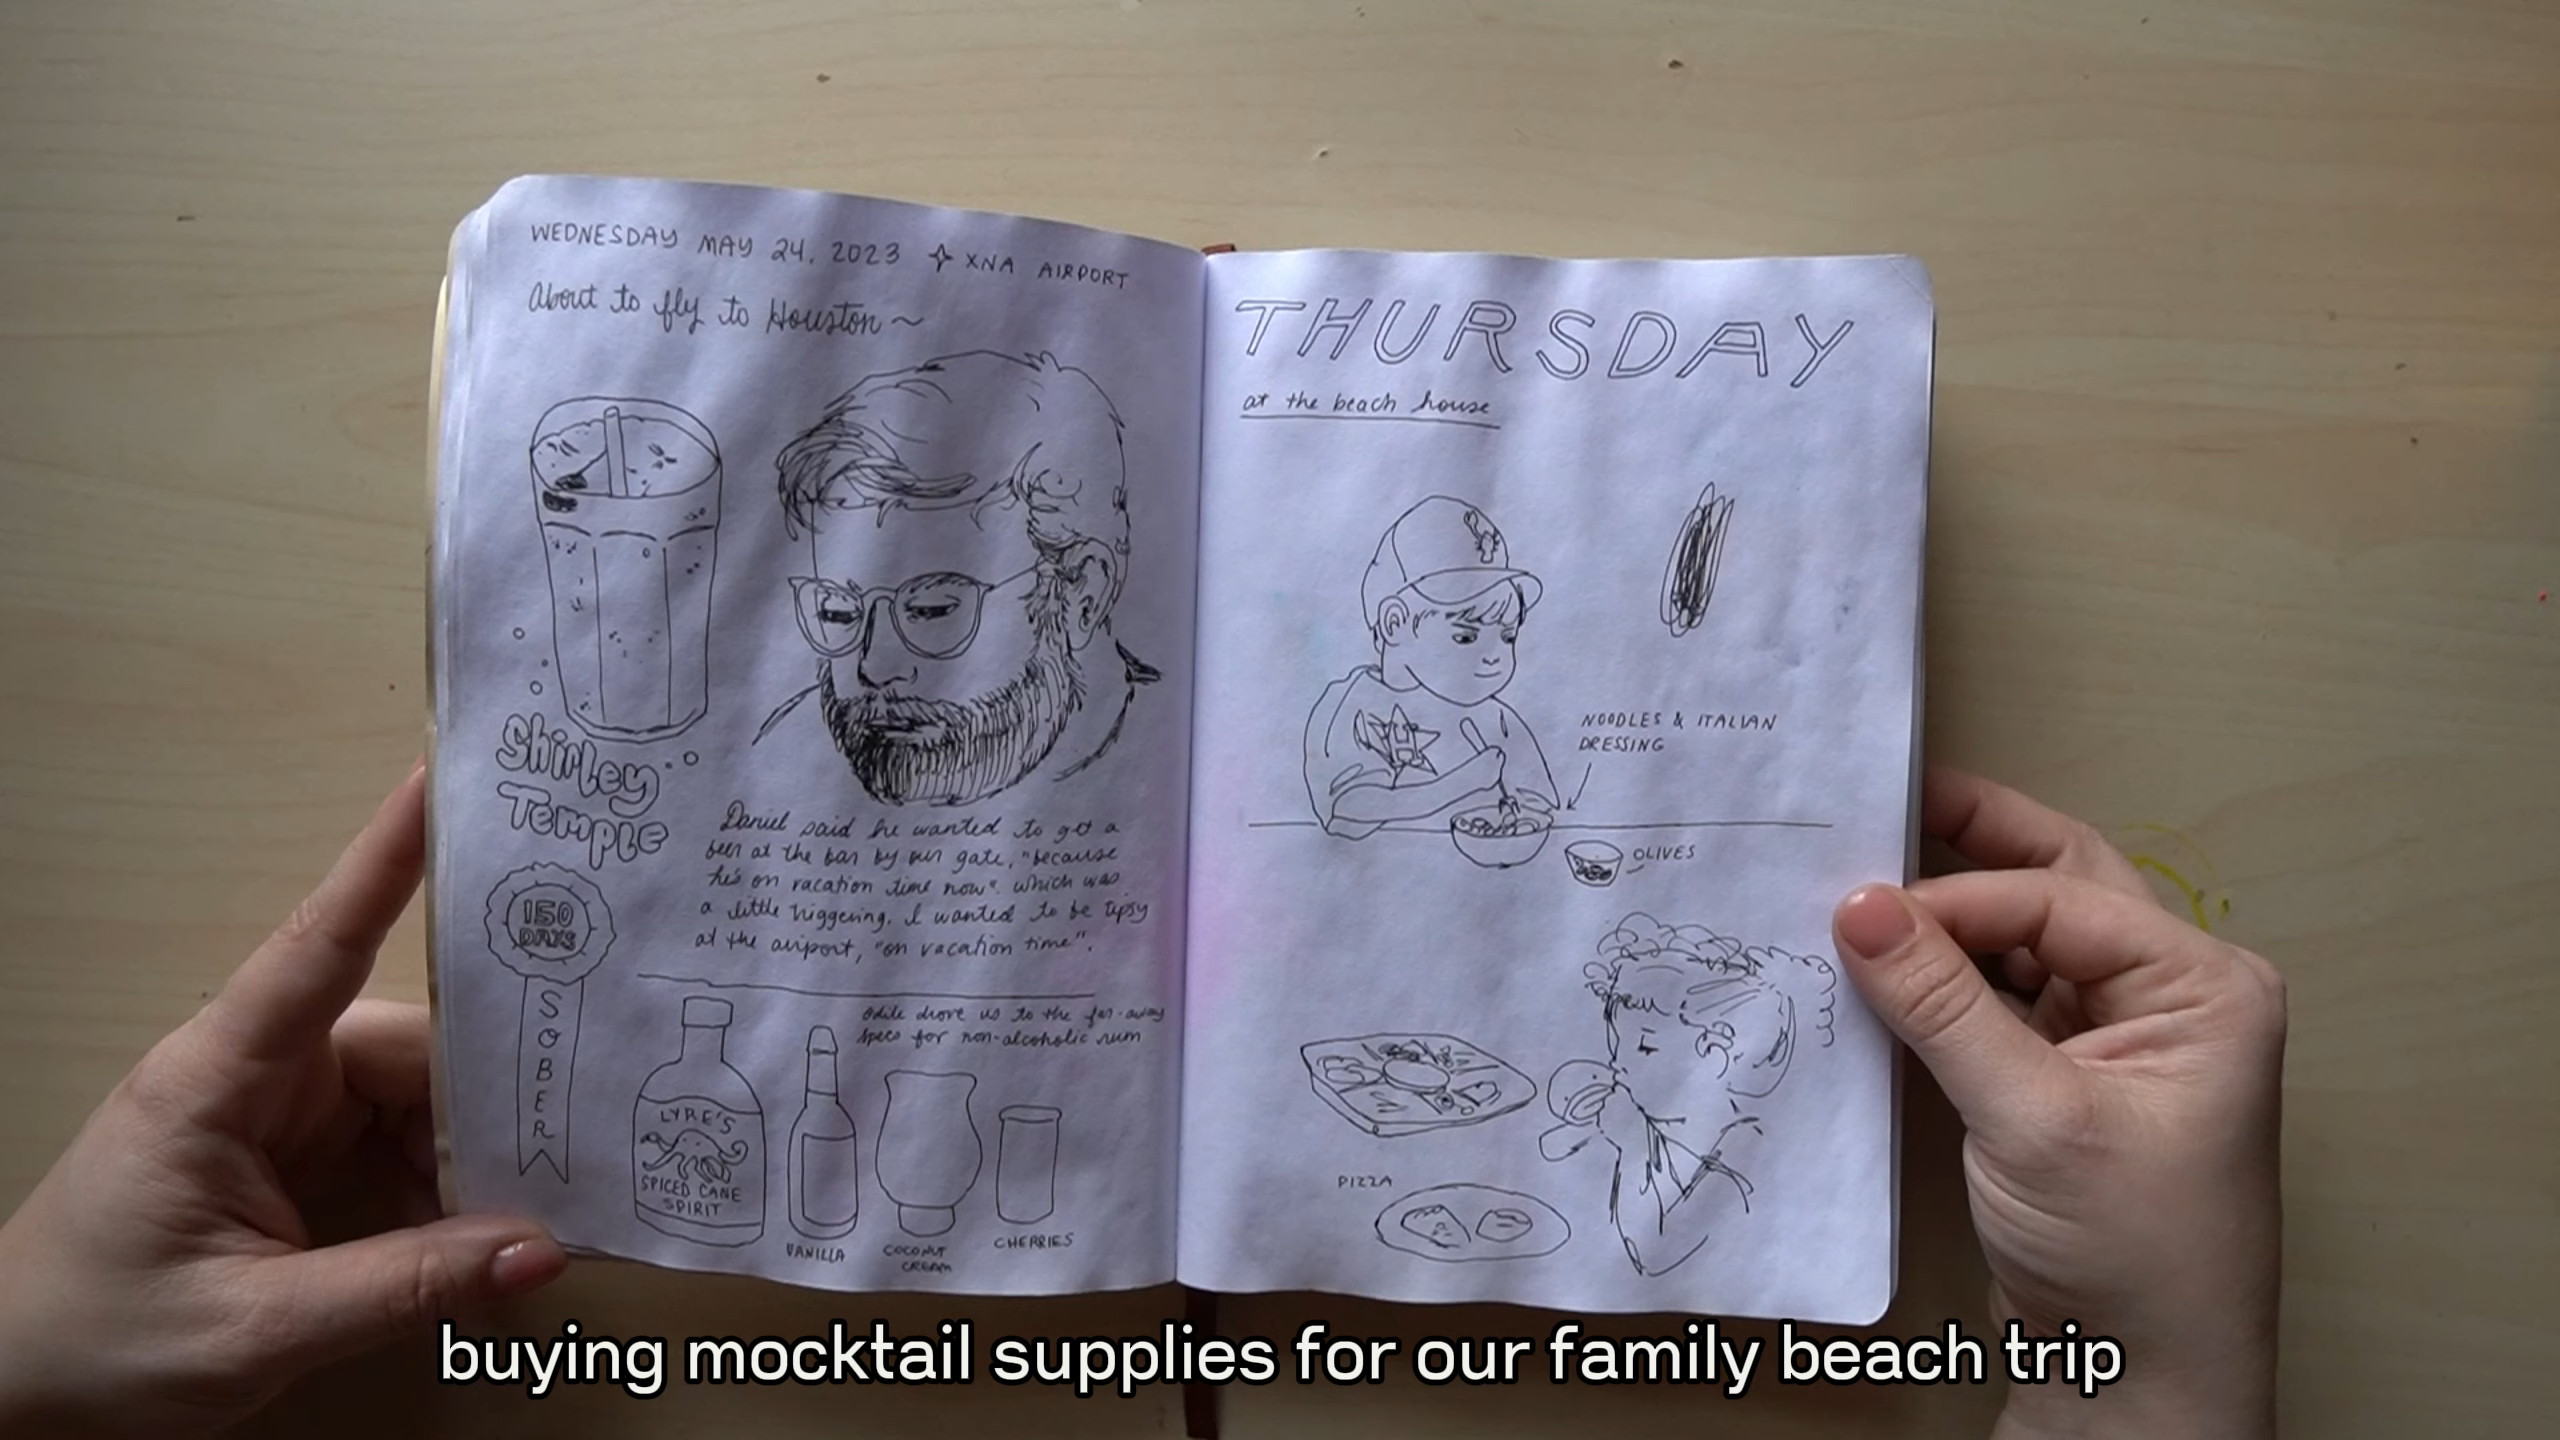 WEDNESDAY MAY 24, 2023 ✧ XNA AIRPORT
About to fly to Houston ~
Shirley
Temple
150
DAYS
SOBER
Daniel said he wanted to get a
beer at the bar by our gate, "because
he's on vacation time now". which was
a little triggering. I wanted to be tipsy
at the airport, "on vacation time".
Odile drove us to the far-away
specs for non-alcoholic rum
LYRE'S
SPICED CANE
SPIRIT
VANILLA
COCONUT
CREAM
CHERRIES
THURSDAY
at the beach house
H
NOODLES & ITALIAN
DRESSING
OLIVES
PIZZA
buying mocktail supplies for our family beach trip